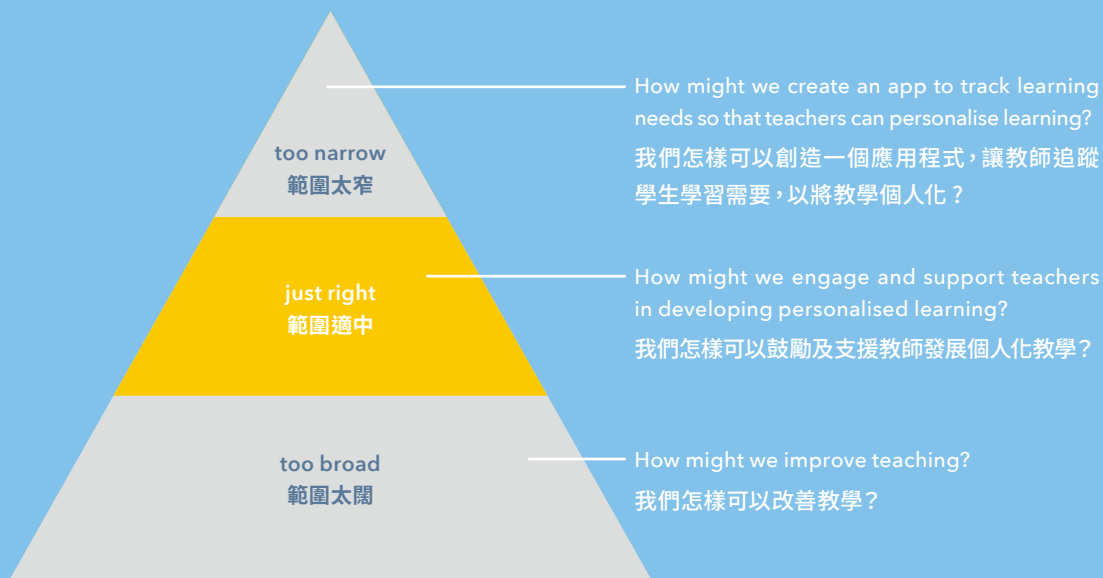 too narrow
範圍太窄
How might we create an app to track learning
needs so that teachers can personalise learning?
我們怎樣可以創造一個應用程式，讓教師追蹤
學生學習需要，以將教學個人化？
just right
範圍適中
How might we engage and support teachers
in developing personalised learning?
我們怎樣可以鼓勵及支援教師發展個人化教學？
too broad
範圍太闊
How might we improve teaching?
我們怎樣可以改善教學？